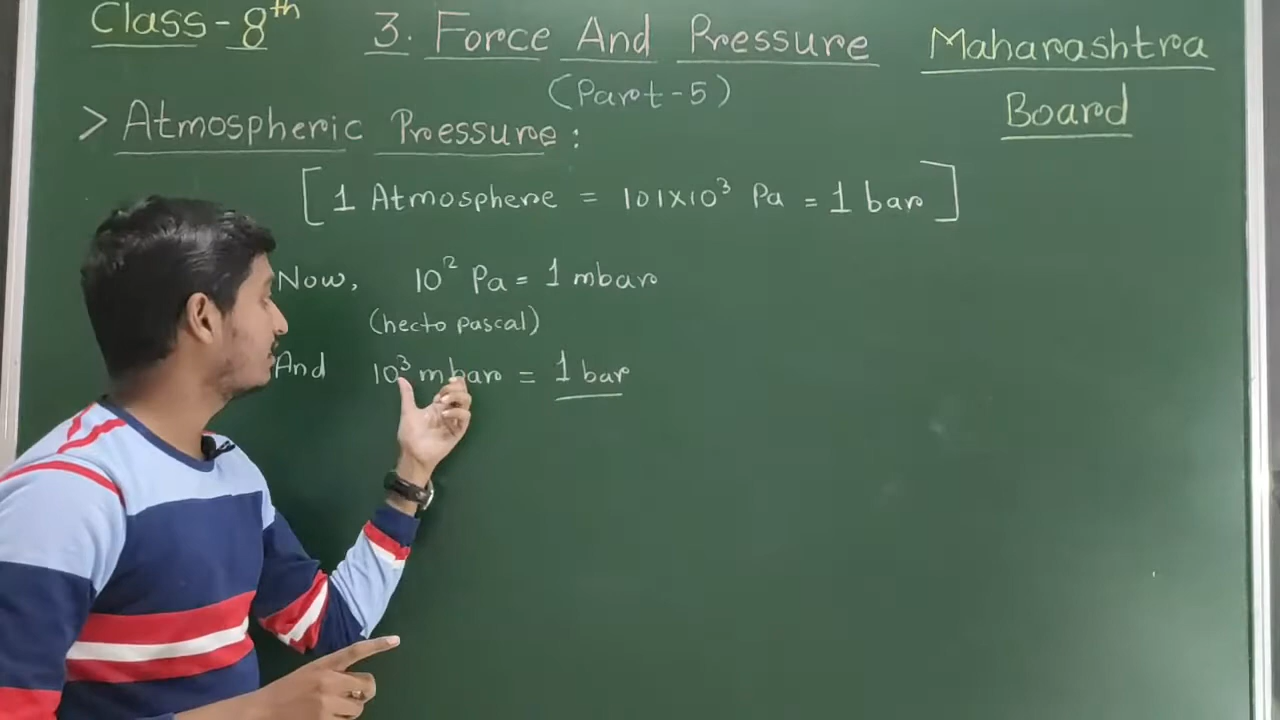 Class-8th
3. Force And Pressure
Maharashtra
Board
(Part-5)
> Atmospheric Pressure:
[1 Atmosphere = 101×10³ Pa = 1 bar]
Now, 10² Pa = 1 mbar
(hecto pascal)
And 10³ mbar = 1 bar